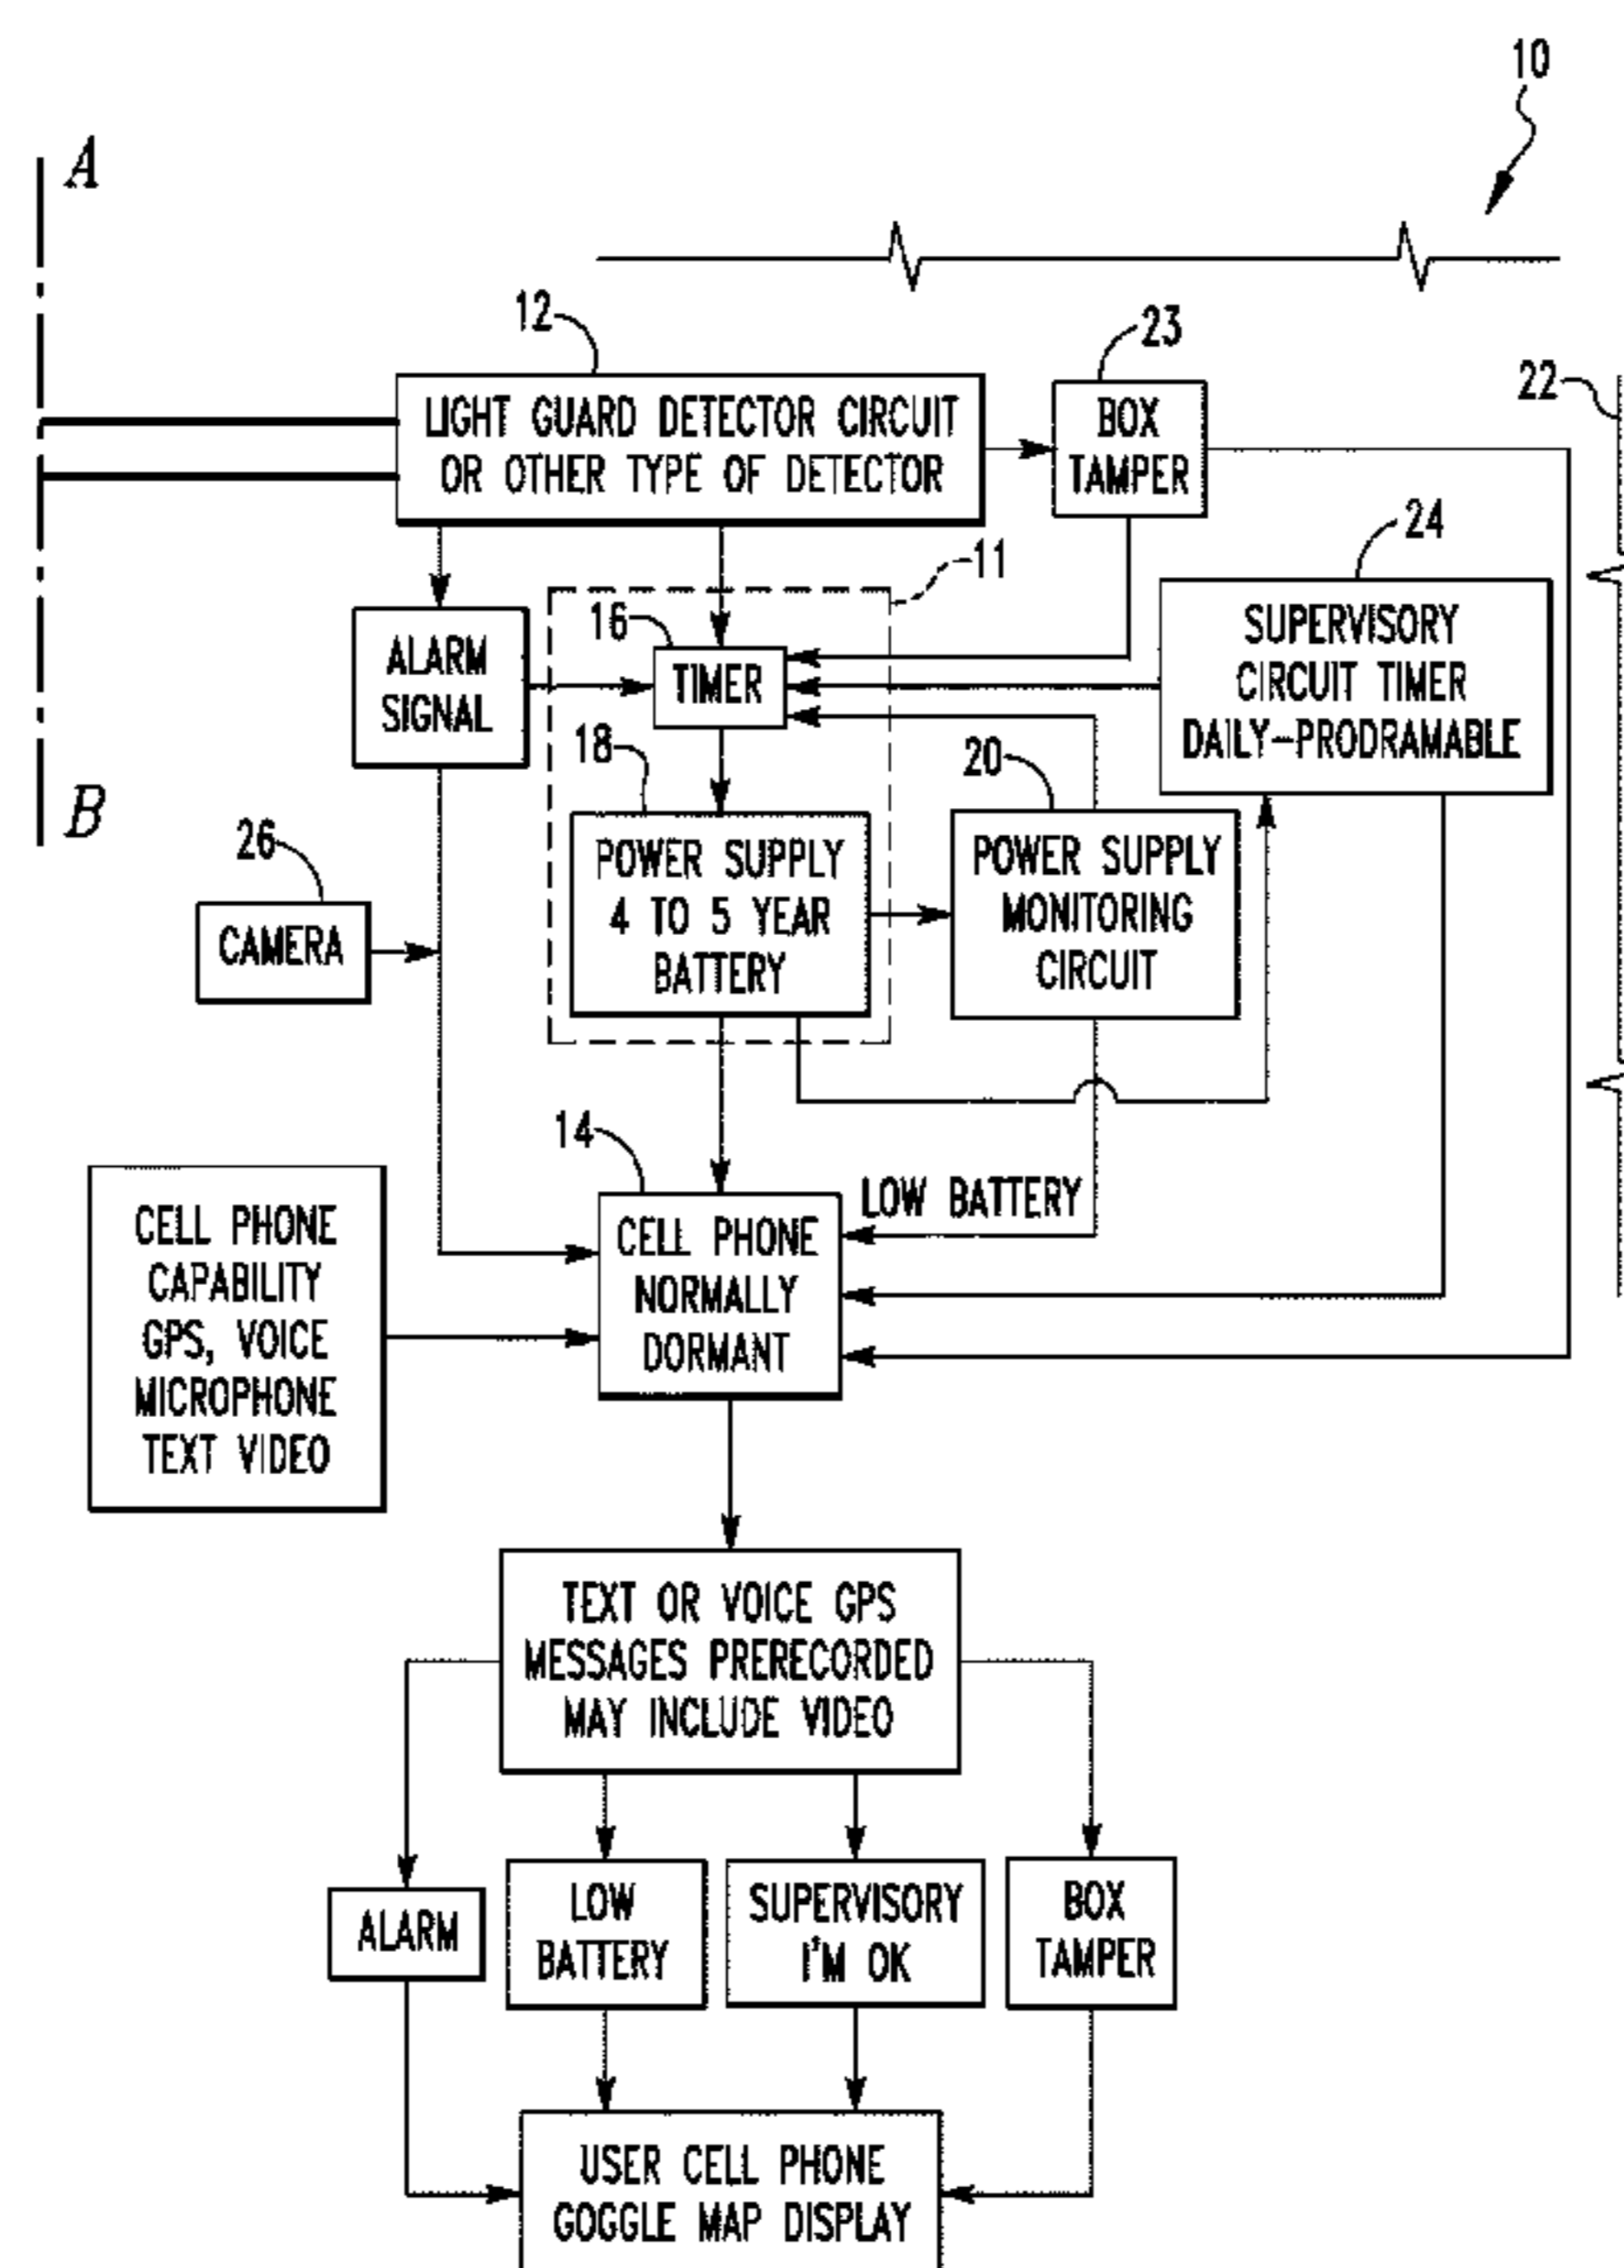 10
A
12
23
22
LIGHT GUARD DETECTOR CIRCUIT
OR OTHER TYPE OF DETECTOR
BOX
TAMPER
24
11
16
ALARM
SIGNAL
TIMER
SUPERVISORY
CIRCUIT TIMER
DAILY-PRODRAMABLE
18
20
B
26
POWER SUPPLY
4 TO 5 YEAR
BATTERY
POWER SUPPLY
MONITORING
CIRCUIT
CAMERA
14
LOW BATTERY
CELL PHONE
CAPABILITY
GPS, VOICE
MICROPHONE
TEXT VIDEO
CELL PHONE
NORMALLY
DORMANT
TEXT OR VOICE GPS
MESSAGES PRERECORDED
MAY INCLUDE VIDEO
ALARM
LOW
BATTERY
SUPERVISORY
I'M OK
BOX
TAMPER
USER CELL PHONE
GOGGLE MAP DISPLAY